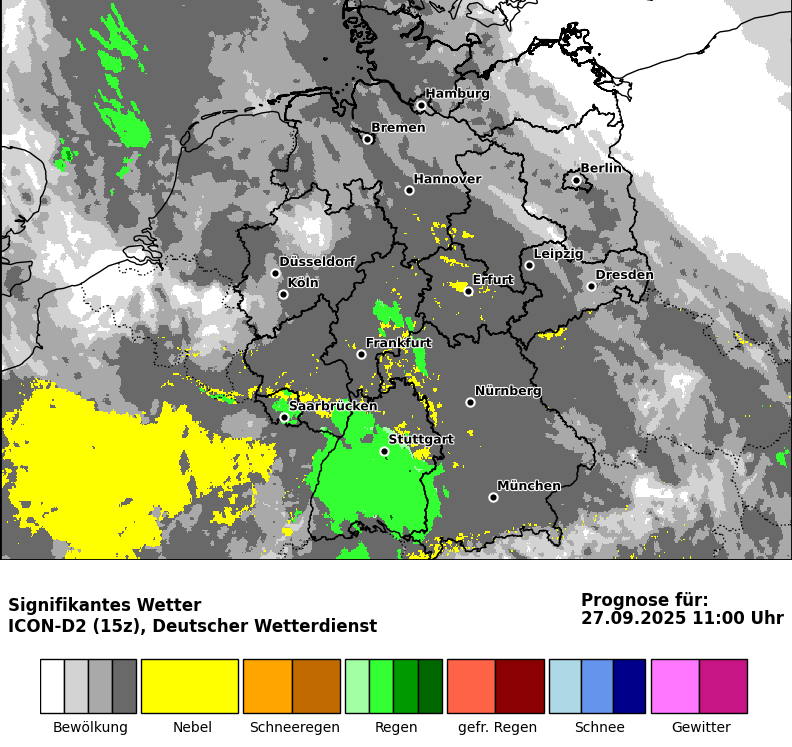 Hamburg
Bremen
Berlin
Hannover
Leipzig
Düsseldorf
Dresden
Köln
Erfurt
Frankfurt
Nürnberg
Saarbrücken
Stuttgart
München
Signifikantes Wetter
ICON-D2 (15z), Deutscher Wetterdienst
Prognose für:
27.09.2025 11:00 Uhr
Bewölkung
Nebel
Schneeregen
Regen
gefr. Regen
Schnee
Gewitter